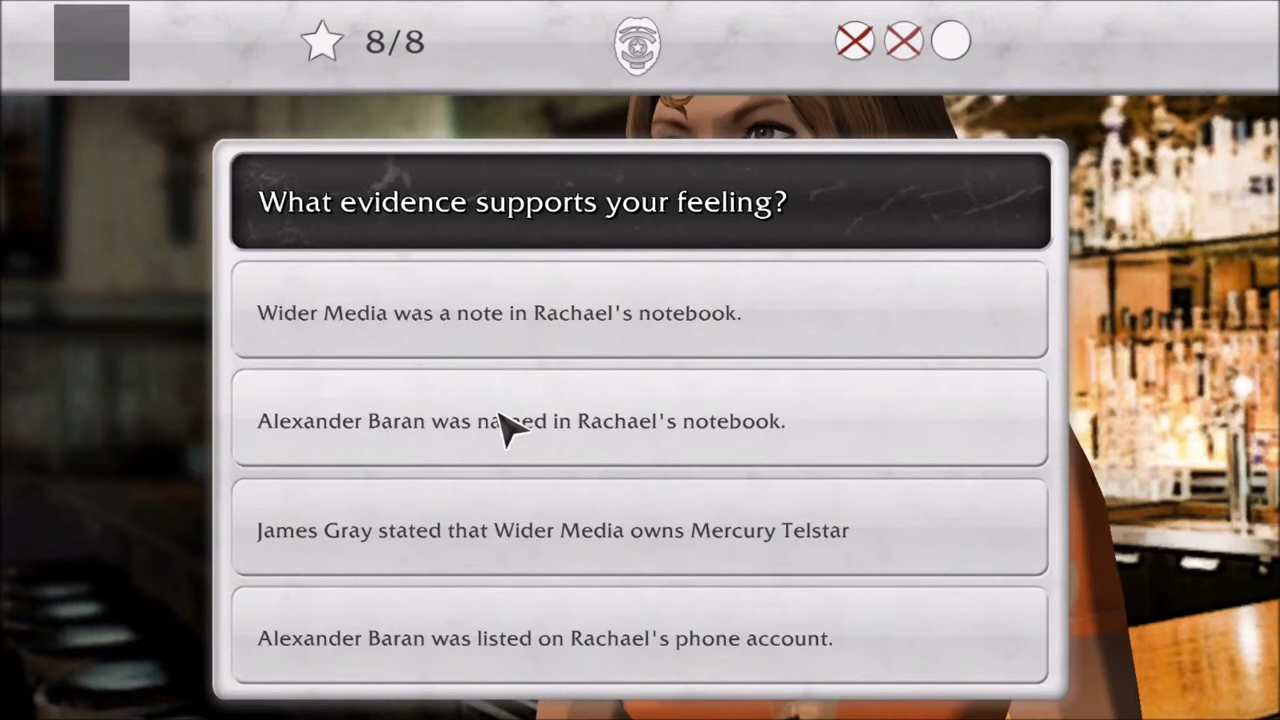 8/8
What evidence supports your feeling?
Wider Media was a note in Rachael's notebook.
Alexander Baran was named in Rachael's notebook.
James Gray stated that Wider Media owns Mercury Telstar
Alexander Baran was listed on Rachael's phone account.